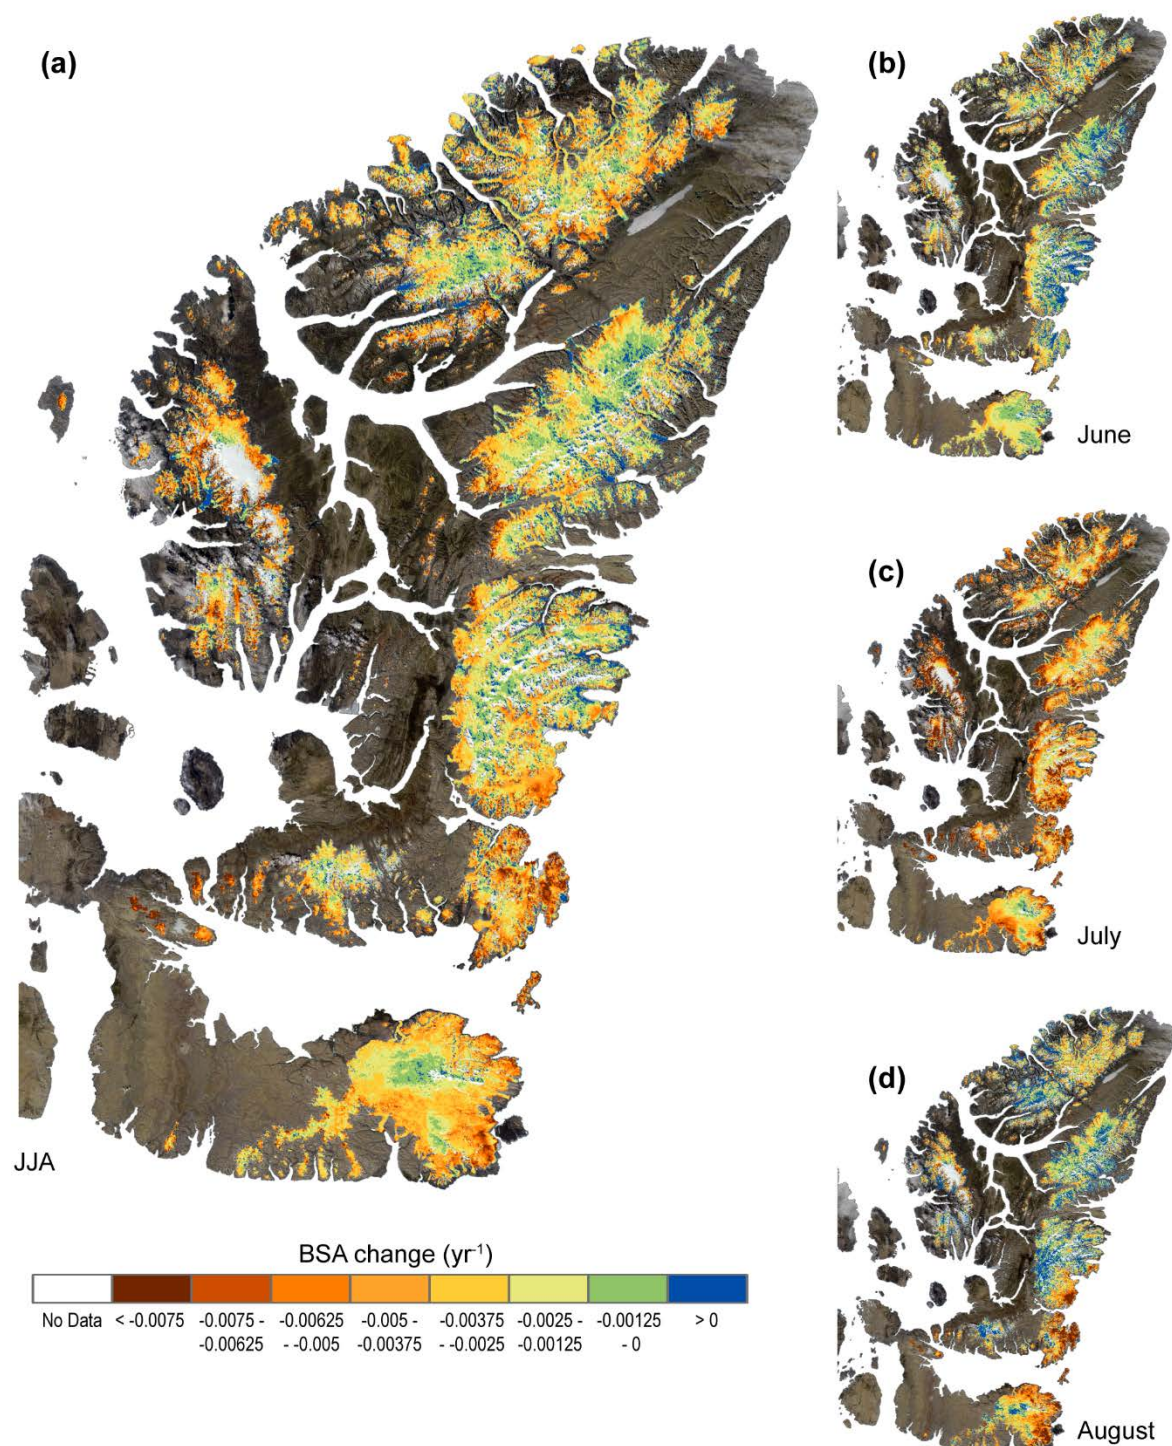 (a)
(b)
June
(c)
July
(d)
August
JJA
BSA change (yr⁻¹)
No Data < -0.0075 -0.0075 - -0.00625 -0.005 - -0.00375 -0.0025 - -0.00125 > 0
-0.00625 - -0.005 -0.00375 - -0.0025 -0.00125 - 0